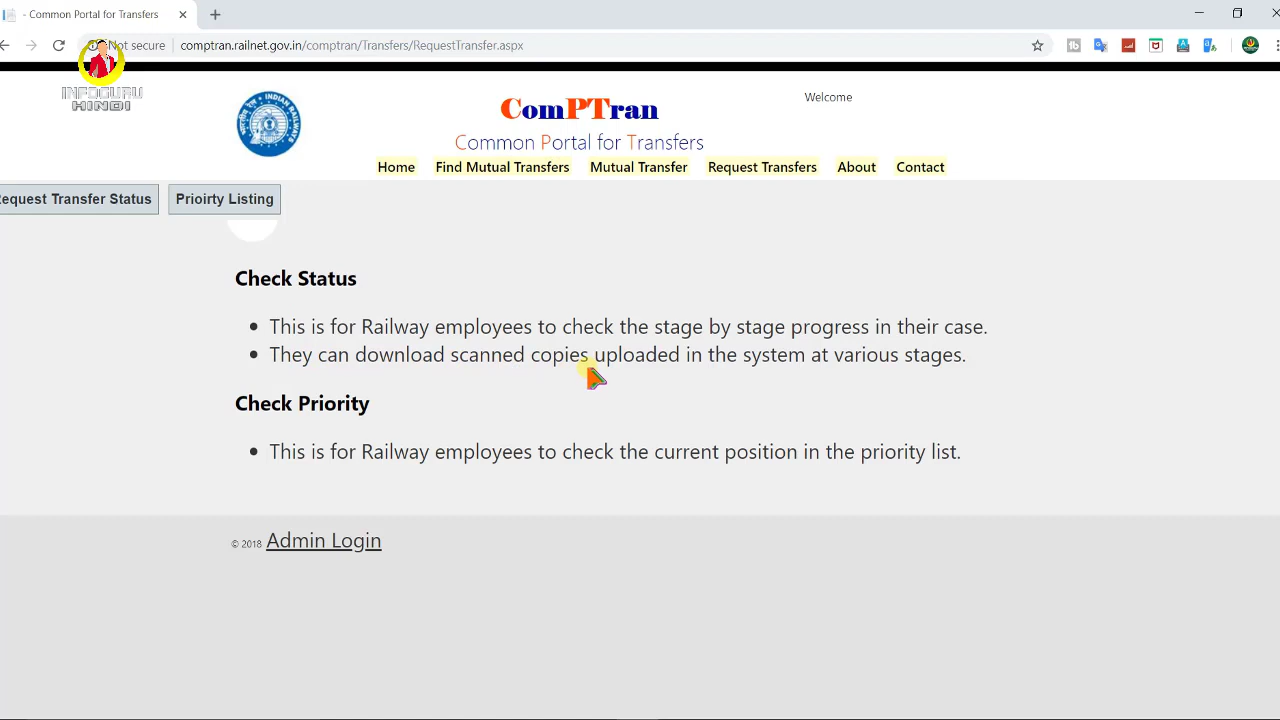 - Common Portal for Transfers
Not secure
comptran.railnet.gov.in/comptran/Transfers/RequestTranfer.aspx
INFOGURU
HINDI
ComPTran
Welcome
Common Portal for Transfers
Home Find Mutual Transfers Mutual Transfer Request Transfers About Contact
equest Transfer Status Prioirty Listing
Check Status
• This is for Railway employees to check the stage by stage progress in their case.
• They can download scanned copies uploaded in the system at various stages.
Check Priority
• This is for Railway employees to check the current position in the priority list.
© 2018 Admin Login